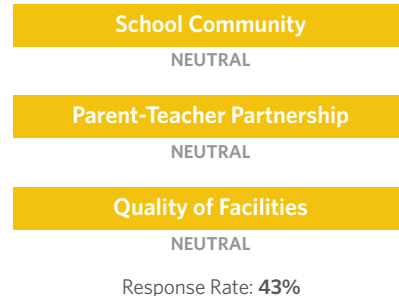 School Community
NEUTRAL
Parent-Teacher Partnership
NEUTRAL
Quality of Facilities
NEUTRAL
Response Rate: 43%